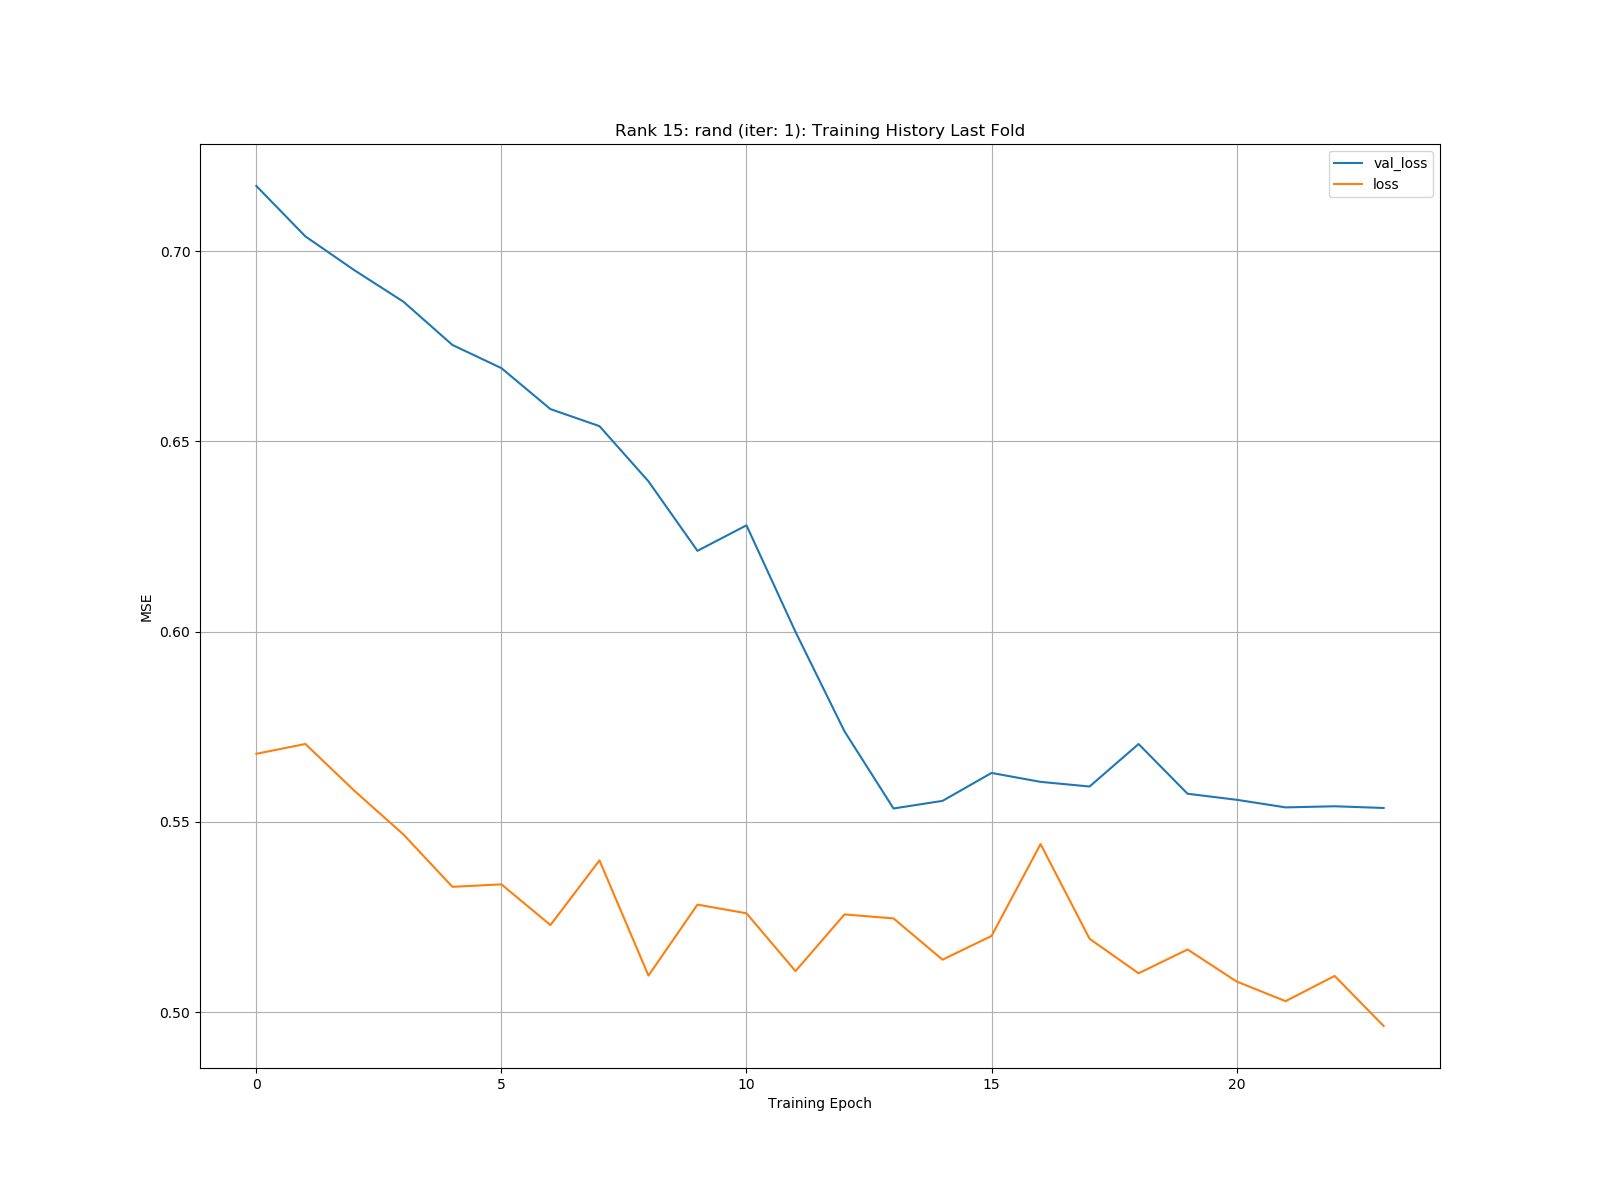 Rank 15: rand (iter: 1): Training History Last Fold
val_loss
loss
0.70
0.65
0.60
0.55
0.50
MSE
0 5 10 15 20
Training Epoch